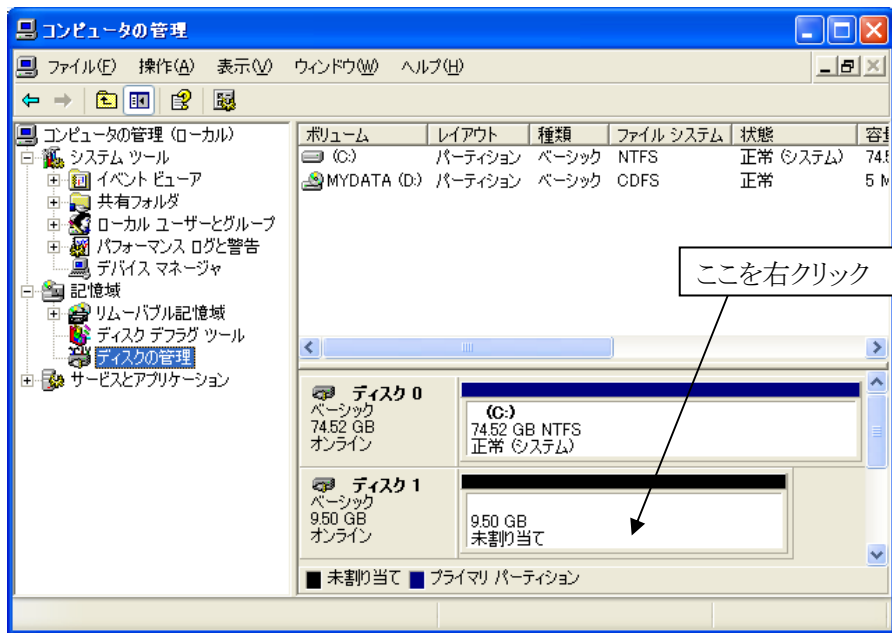 コンピュータの管理
ファイル(F) 操作(A) 表示(V) ウィンドウ(W) ヘルプ(H)
コンピュータの管理 (ローカル)
システム ツール
イベント ビューア
共有フォルダ
ローカル ユーザーとグループ
パフォーマンス ログと警告
デバイス マネージャ
記憶域
リムーバブル記憶域
ディスク デフラグ ツール
ディスクの管理
サービスとアプリケーション
ボリューム レイアウト 種類 ファイル システム 状態
(C:) パーティション ベーシック NTFS 正常 (システム)
MYDATA (D:) パーティション ベーシック CDFS 正常
ここを右クリック
ディスク 0
ベーシック
74.52 GB
オンライン
(C:)
74.52 GB NTFS
正常 (システム)
ディスク 1
ベーシック
9.50 GB
オンライン
9.50 GB
未割り当て
未割り当て プライマリ パーティション